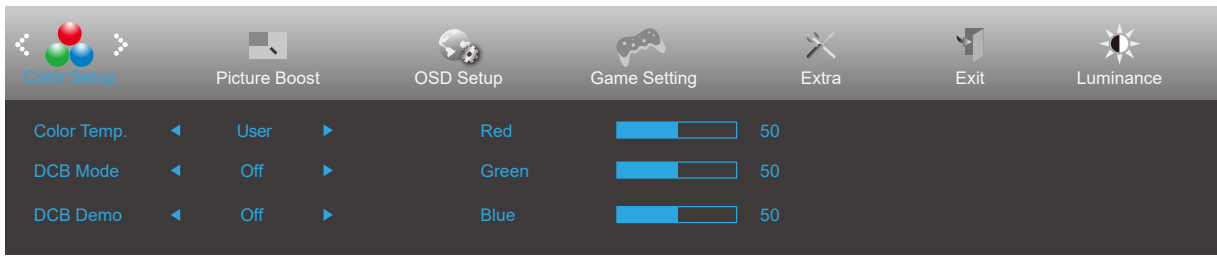 Color Setup
Picture Boost
OSD Setup
Game Setting
Extra
Exit
Luminance
Color Temp. User Red 50
DCB Mode Off Green 50
DCB Demo Off Blue 50